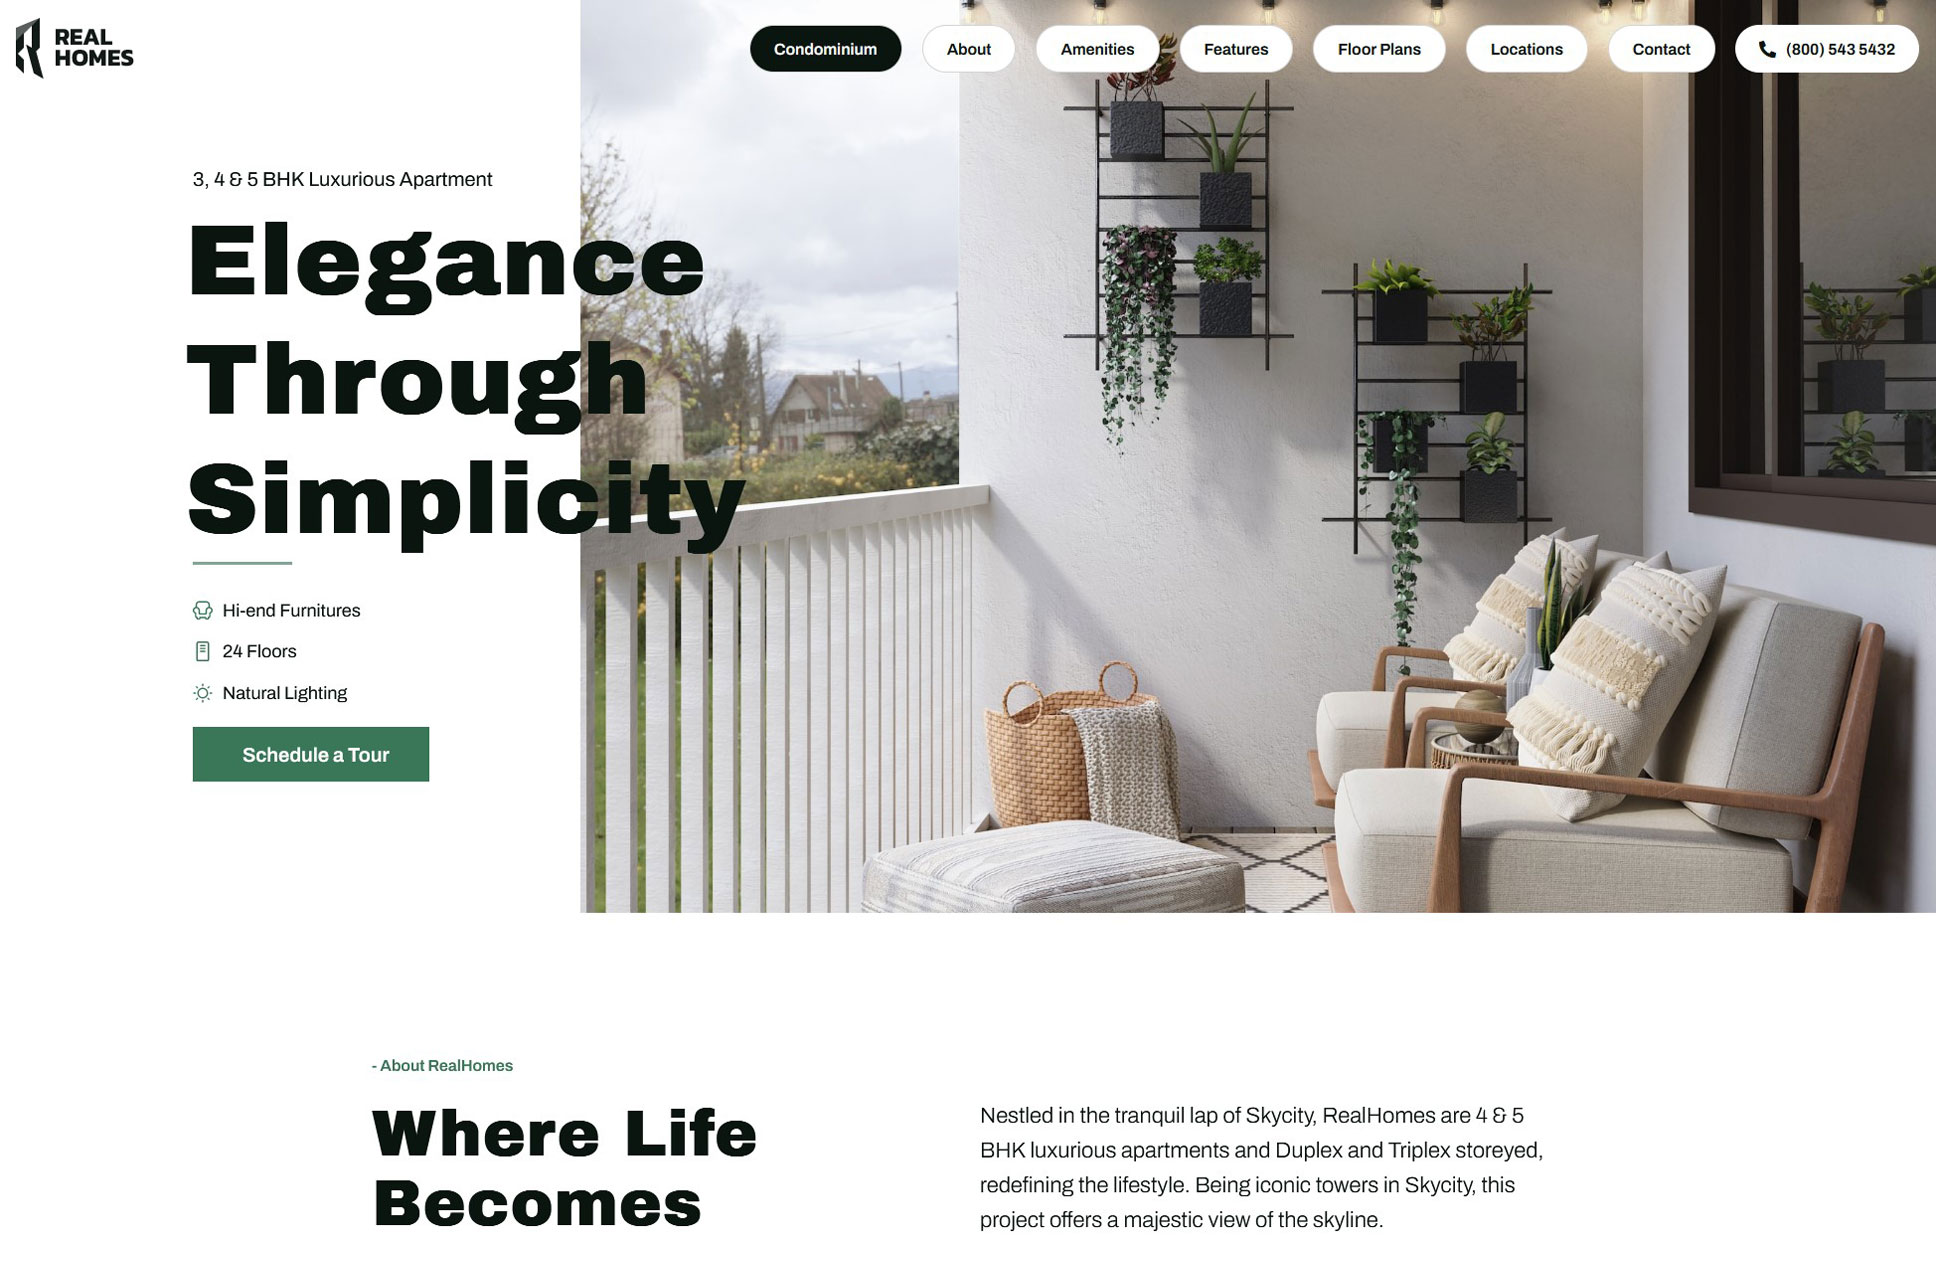 REAL
HOMES
Condominium
About
Amenities
Features
Floor Plans
Locations
Contact
(800) 543 5432
3, 4 & 5 BHK Luxurious Apartment
Elegance
Through
Simplicity
Hi-end Furnitures
24 Floors
Natural Lighting
Schedule a Tour
- About RealHomes
Where Life
Becomes
Nestled in the tranquil lap of Skycity, RealHomes are 4 & 5
BHK luxurious apartments and Duplex and Triplex storeyed,
redefining the lifestyle. Being iconic towers in Skycity, this
project offers a majestic view of the skyline.